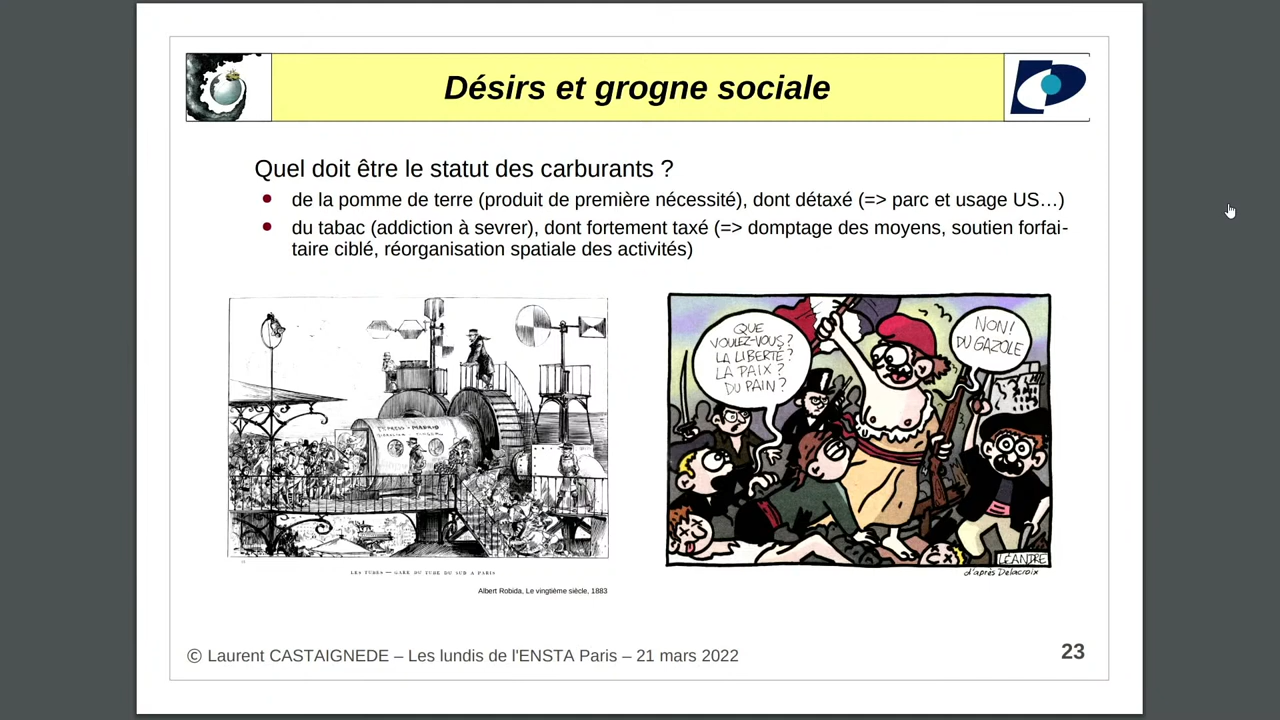 Désirs et grogne sociale
Quel doit être le statut des carburants ?
de la pomme de terre (produit de première nécessité), dont détaxé (=> parc et usage US…)
du tabac (addiction à sevrer), dont fortement taxé (=> domptage des moyens, soutien forfai-
taire ciblé, réorganisation spatiale des activités)
EXPRESS - MADRID
LES TUBES — GARE DU TUBE DU SUD A PARIS
Albert Robida, Le vingtième siècle, 1883
QUE
VOULEZ-VOUS ?
LA LIBERTÉ ?
LA PAIX ?
DU PAIN ?
NON !
DU GAZOLE
LÉANDRE
d'après Delacroix
© Laurent CASTAIGNEDE – Les lundis de l'ENSTA Paris – 21 mars 2022
23